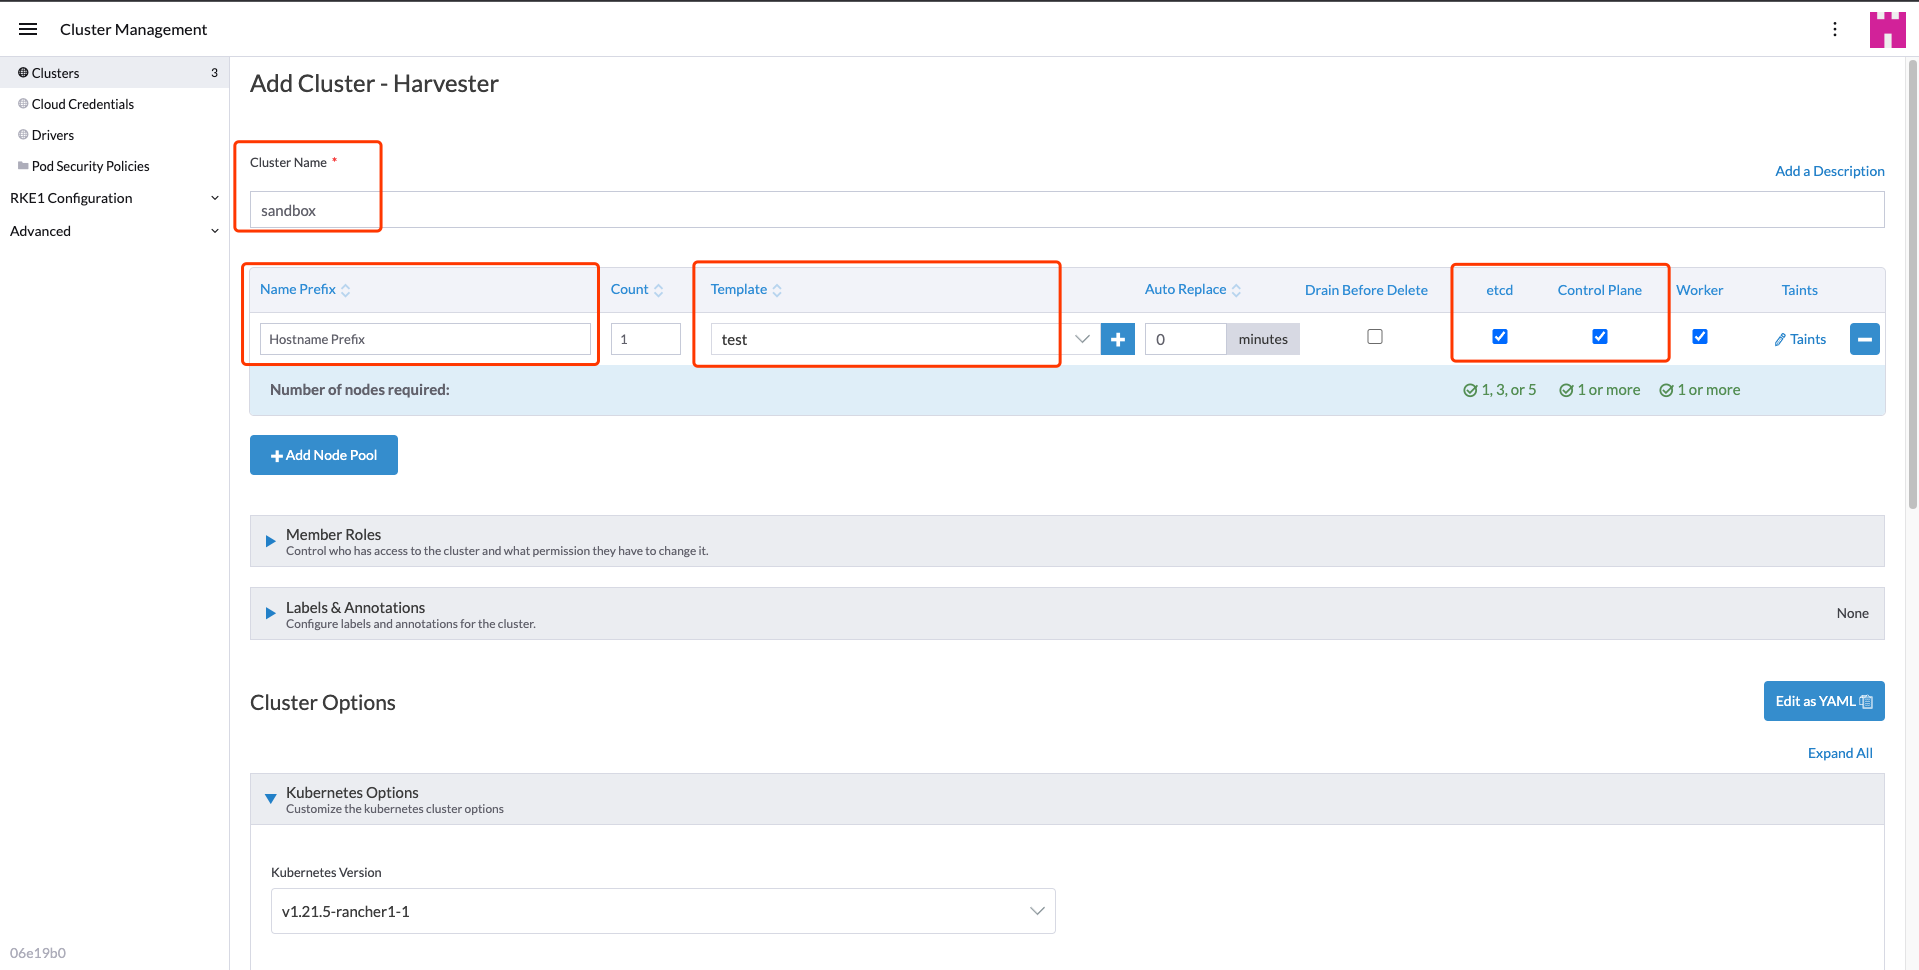 Cluster Management
Clusters 3
Cloud Credentials
Drivers
Pod Security Policies
RKE1 Configuration
Advanced
06e19b0
Add Cluster - Harvester
Cluster Name *
Add a Description
sandbox
Name Prefix Count Template Auto Replace Drain Before Delete etcd Control Plane Worker Taints
Hostname Prefix 1 test 0 minutes Taints
Number of nodes required: 1, 3, or 5 1 or more 1 or more
Add Node Pool
Member Roles
Control who has access to the cluster and what permission they have to change it.
Labels & Annotations
Configure labels and annotations for the cluster.
None
Cluster Options
Edit as YAML
Expand All
Kubernetes Options
Customize the kubernetes cluster options
Kubernetes Version
v1.21.5-rancher1-1